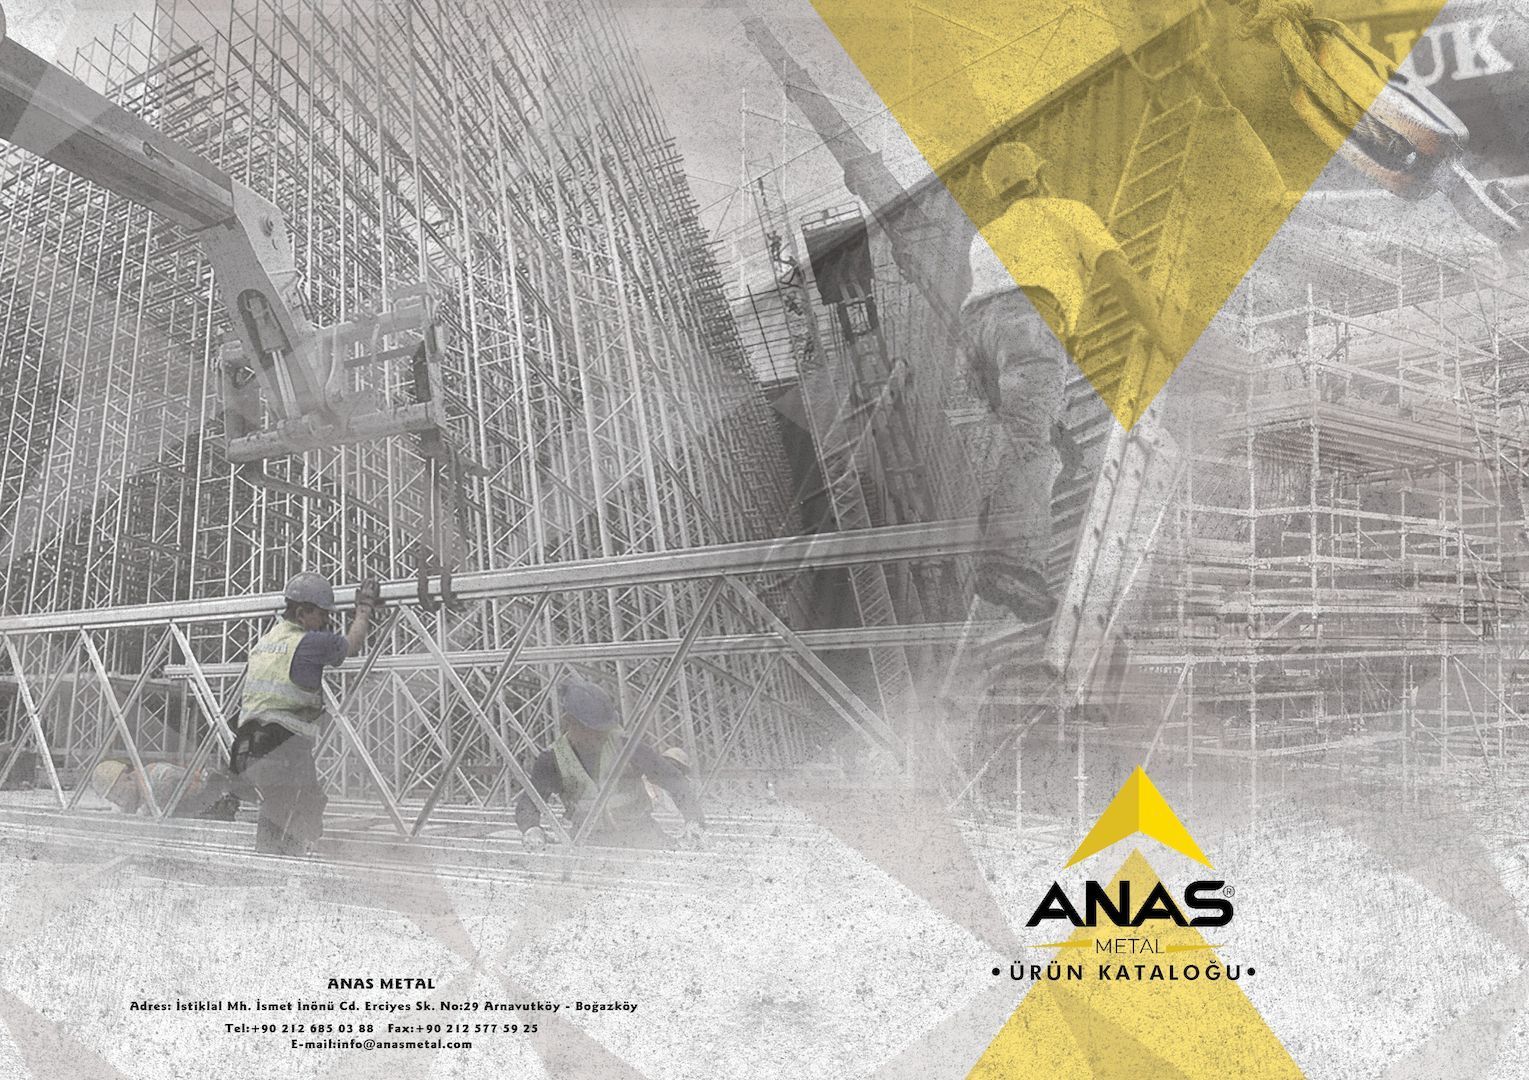 UK
ANAS®
METAL
• ÜRÜN KATALOĞU •
ANAS METAL
Adres: İstiklal Mh. İsmet İnönü Cd. Erciyes Sk. No:29 Arnavutköy - Boğazköy
Tel:+90 212 685 03 88 Fax:+90 212 577 59 25
E-mail:info@anasmetal.com